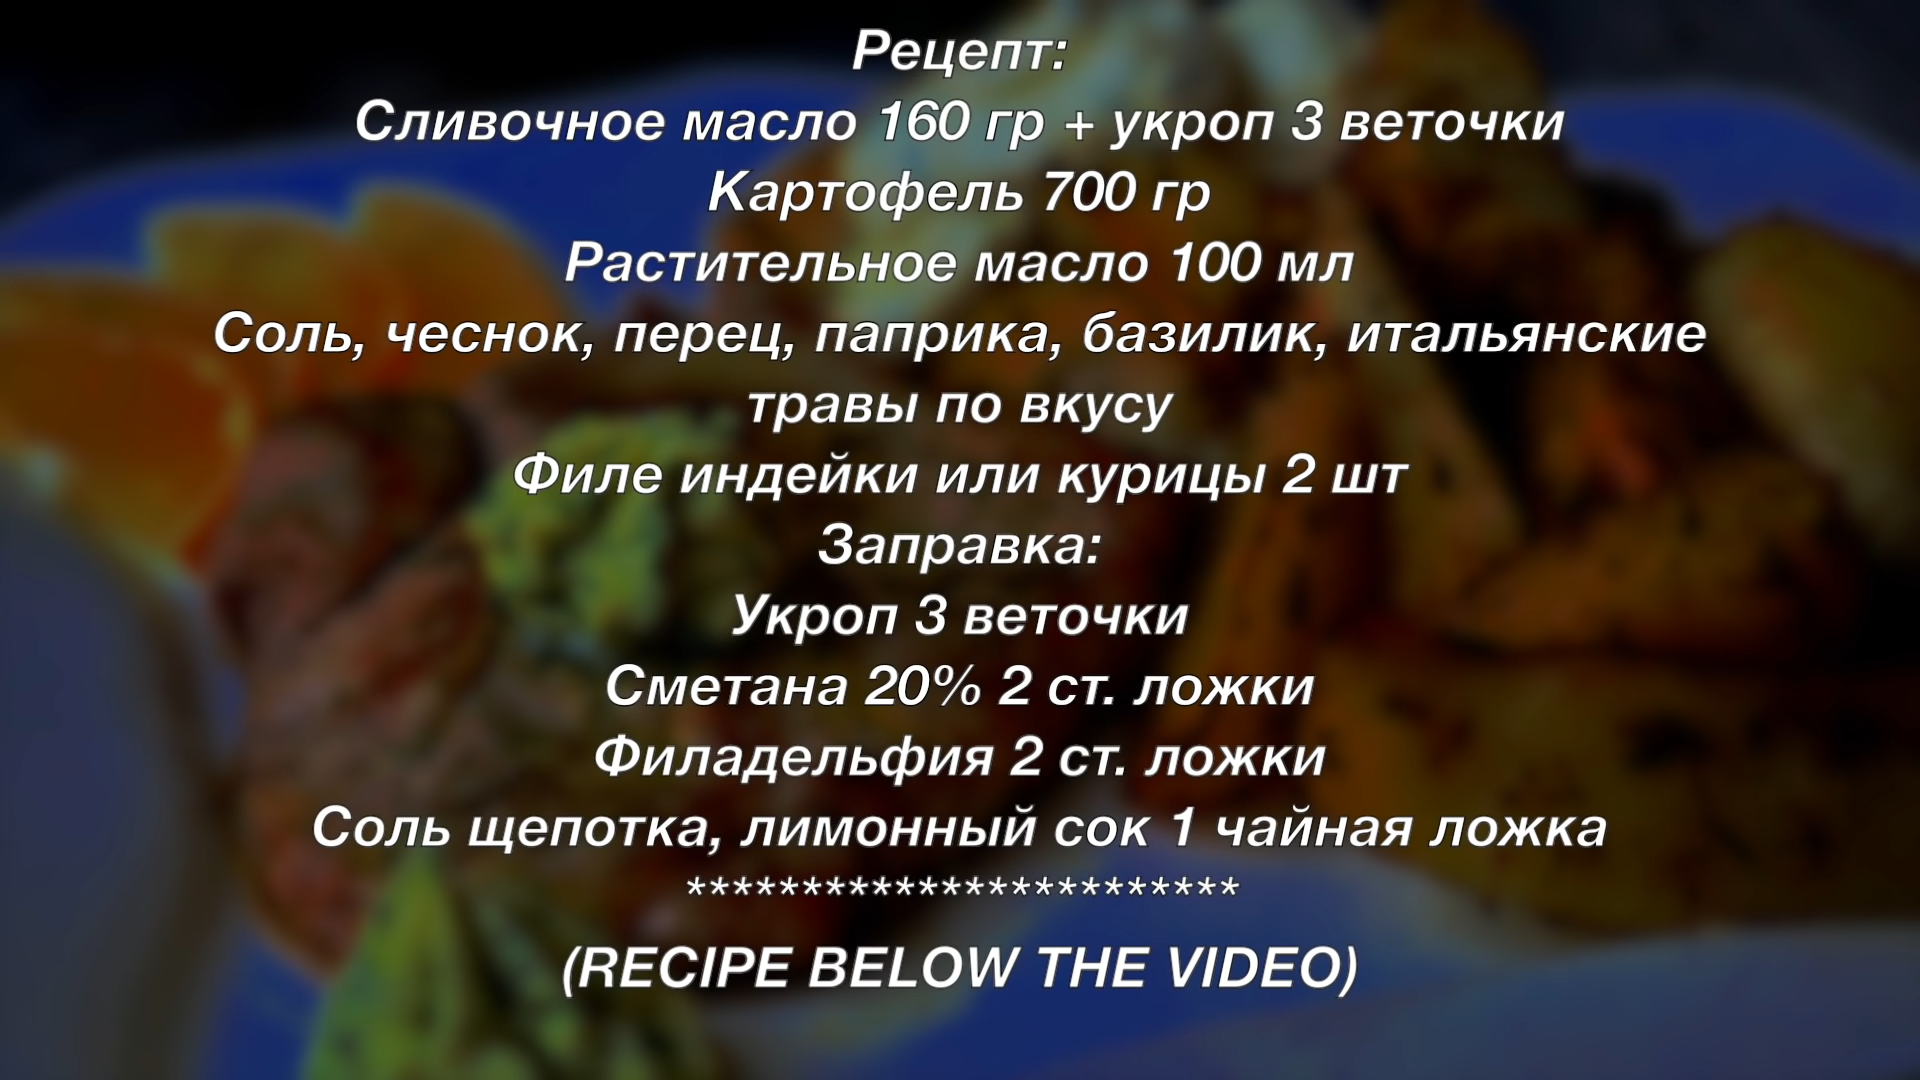 Рецепт:
Сливочное масло 160 гр + укроп 3 веточки
Картофель 700 гр
Растительное масло 100 мл
Соль, чеснок, перец, паприка, базилик, итальянские
травы по вкусу
Филе индейки или курицы 2 шт
Заправка:
Укроп 3 веточки
Сметана 20% 2 ст. ложки
Филадельфия 2 ст. ложки
Соль щепотка, лимонный сок 1 чайная ложка
************************
(RECIPE BELOW THE VIDEO)